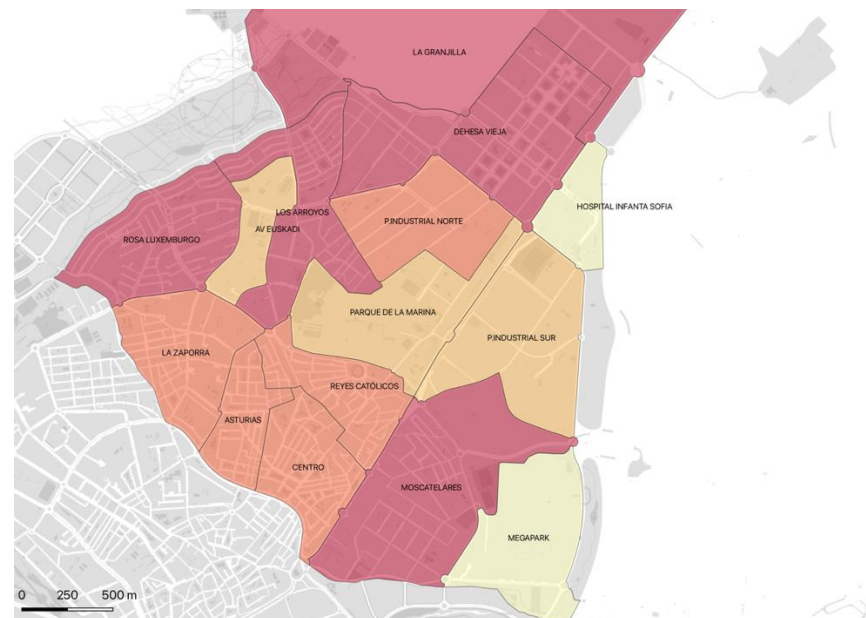 LA GRANJILLA
DEHESA VIEJA
HOSPITAL INFANTA SOFIA
LOS ARROYOS
P.INDUSTRIAL NORTE
AV EUSKADI
ROSA LUXEMBURGO
PARQUE DE LA MARINA
P.INDUSTRIAL SUR
LA ZAPORRA
REYES CATÓLICOS
ASTURIAS
CENTRO
MOSCATELARES
MEGAPARK
0 250 500 m